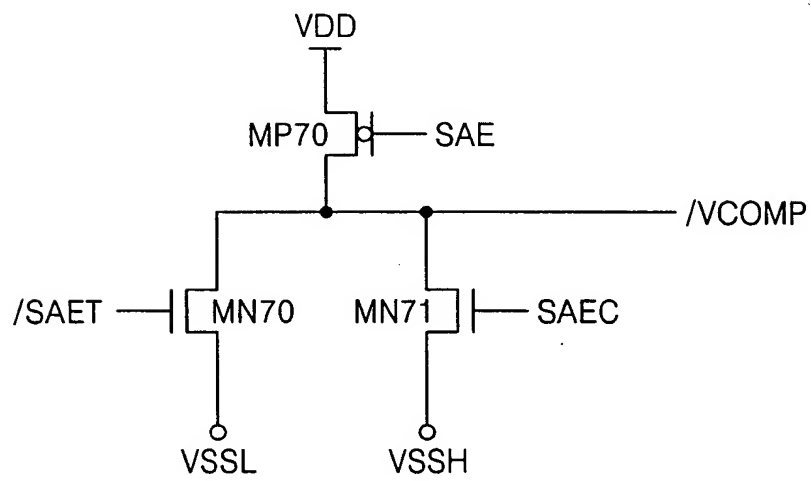 VDD
MP70
SAE
/VCOMP
/SAET
MN70
MN71
SAEC
VSSL
VSSH